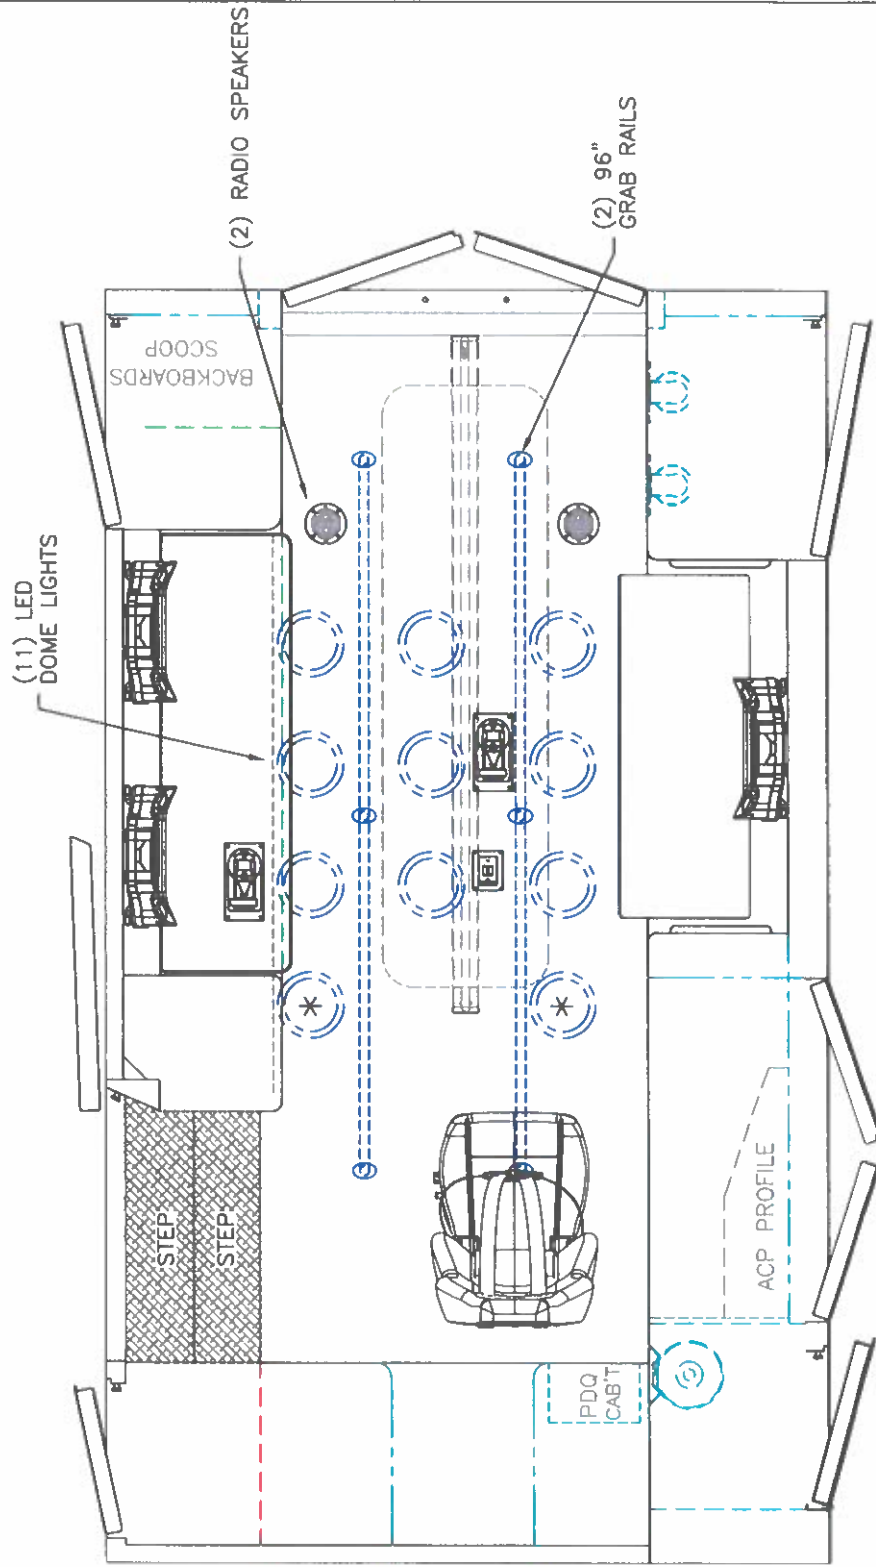 (11) LED
DOME LIGHTS
(2) RADIO SPEAKERS
(2) 96"
GRAB RAILS
BACKBOARDS
SCOOP
STEP
STEP
PDQ
CAB'T
ACP PROFILE